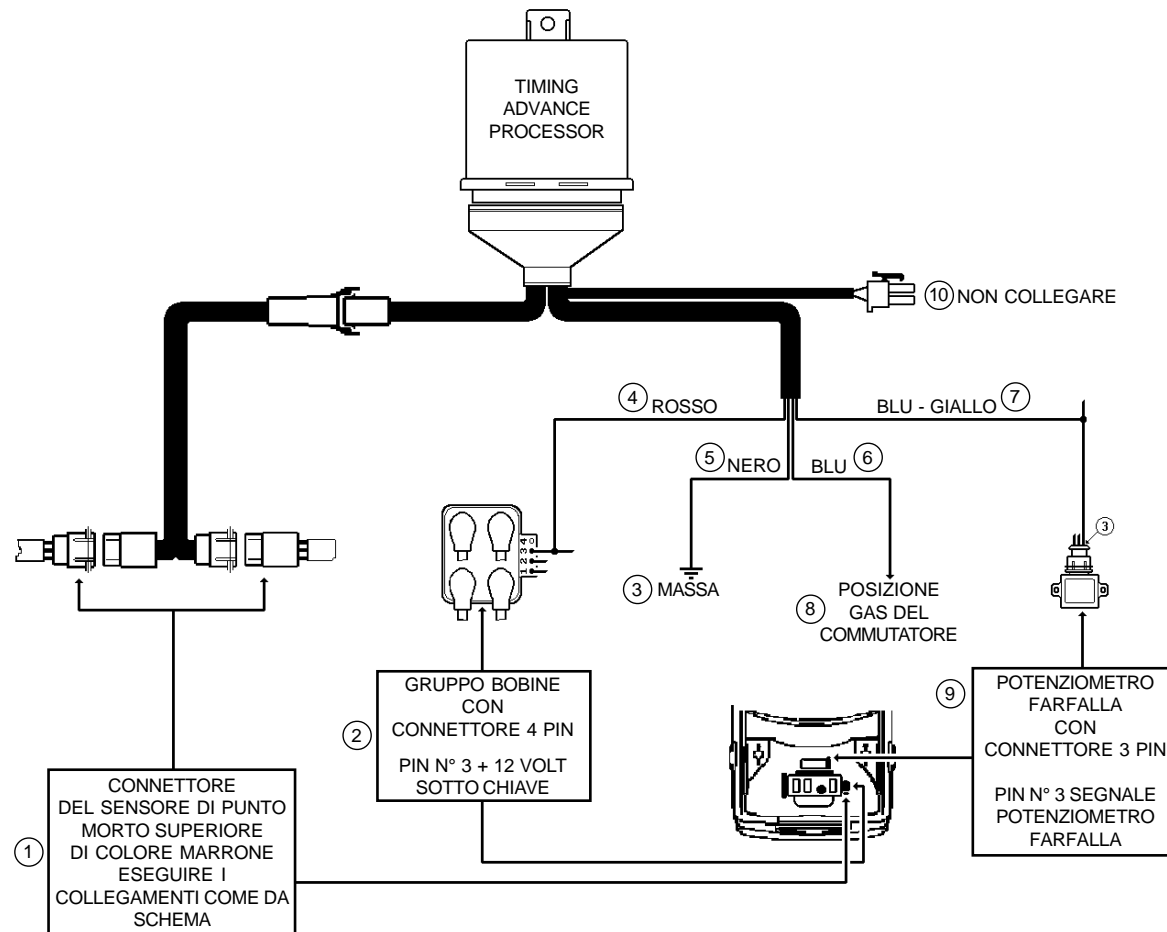 TIMING
ADVANCE
PROCESSOR
10 NON COLLEGARE
4 ROSSO
BLU - GIALLO 7
5 NERO
BLU 6
1 2 3 4
3
3 MASSA
8
POSIZIONE
GAS DEL
COMMUTATORE
2
GRUPPO BOBINE
CON
CONNETTORE 4 PIN
PIN N° 3 + 12 VOLT
SOTTO CHIAVE
9
POTENZIOMETRO
FARFALLA
CON
CONNETTORE 3 PIN
PIN N° 3 SEGNALE
POTENZIOMETRO
FARFALLA
1
CONNETTORE
DEL SENSORE DI PUNTO
MORTO SUPERIORE
DI COLORE MARRONE
ESEGUIRE I
COLLEGAMENTI COME DA
SCHEMA